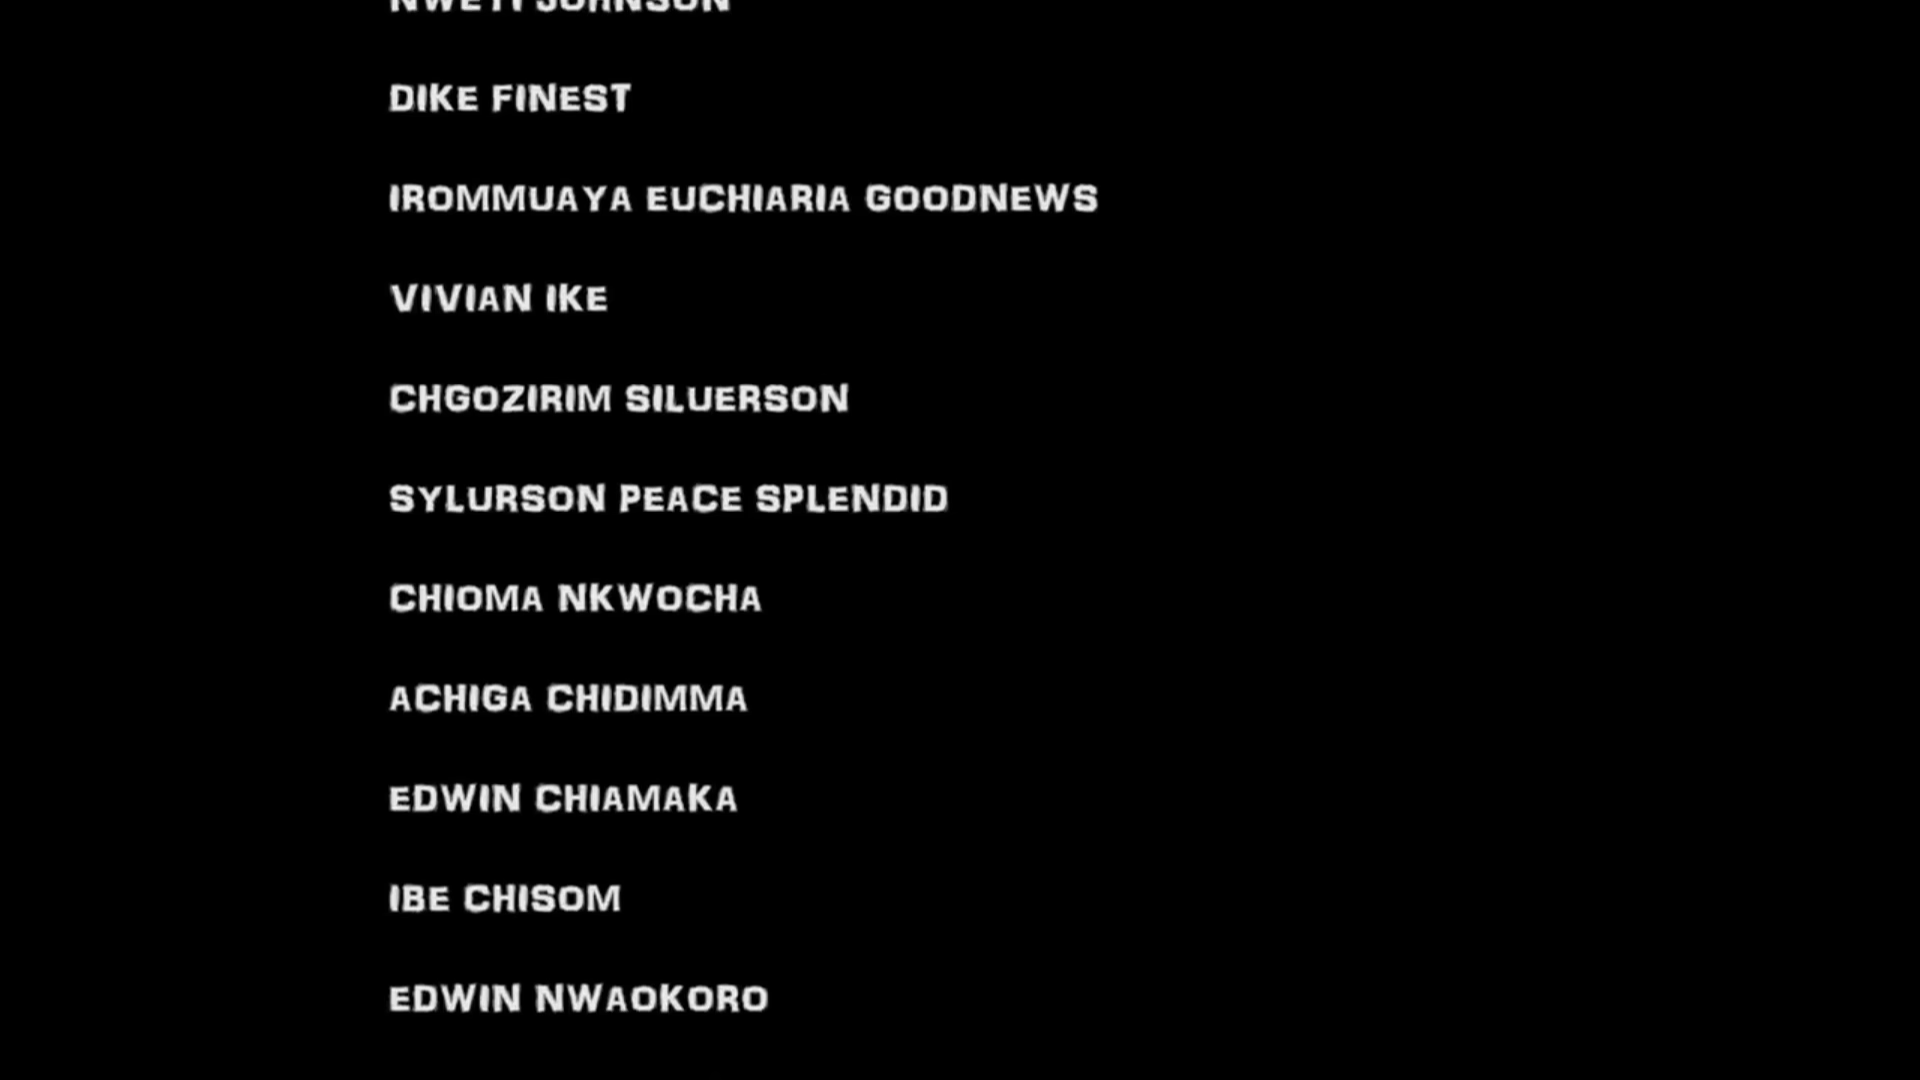 JOHNSON
DIKE FINEST
IROMMUAYA EUCHIARIA GOODNEWS
VIVIAN IKE
CHGOZIRIM SILUERSON
SYLURSON PEACE SPLENDID
CHIOMA NKWOCHA
ACHIGA CHIDIMMA
EDWIN CHIAMAKA
IBE CHISOM
EDWIN NWAOKORO